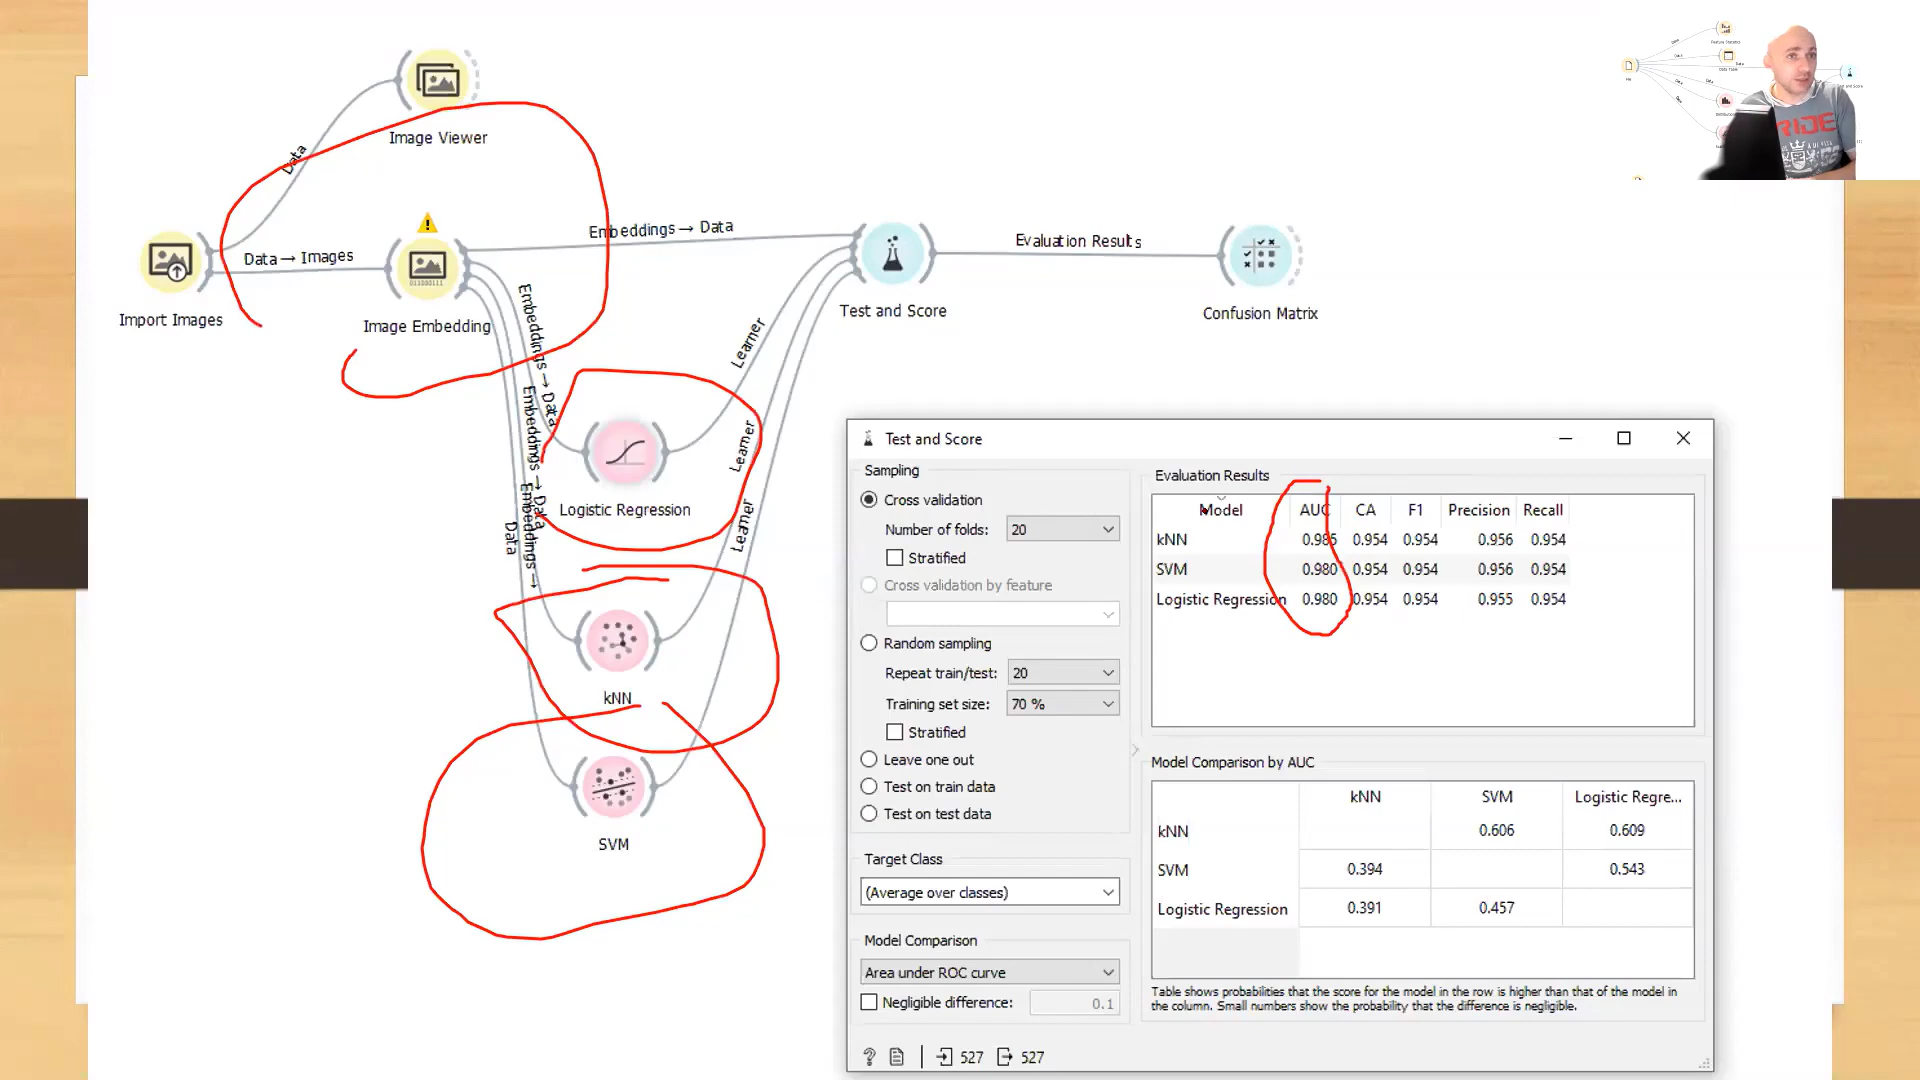 Image Viewer
Data
Data → Images
Embeddings → Data
Evaluation Results
Import Images
Image Embedding
Test and Score
Confusion Matrix
Embeddings → Data
Embeddings → Data
Embeddings →
Data
Learner
Learner
Learner
Logistic Regression
kNN
SVM
RIDE
Test and Score
Sampling
Cross validation
Number of folds: 20
Stratified
Cross validation by feature
Random sampling
Repeat train/test: 20
Training set size: 70 %
Stratified
Leave one out
Test on train data
Test on test data
Target Class
(Average over classes)
Model Comparison
Area under ROC curve
Negligible difference: 0.1
527 527
Evaluation Results
Model AUC CA F1 Precision Recall
kNN 0.985 0.954 0.954 0.956 0.954
SVM 0.980 0.954 0.954 0.956 0.954
Logistic Regression 0.980 0.954 0.954 0.955 0.954
Model Comparison by AUC
kNN SVM Logistic Regre...
kNN 0.606 0.609
SVM 0.394 0.543
Logistic Regression 0.391 0.457
Table shows probabilities that the score for the model in the row is higher than that of the model in
the column. Small numbers show the probability that the difference is negligible.